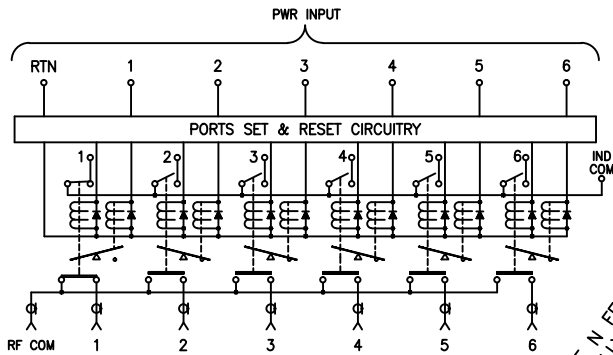 PWR INPUT
RTN 1 2 3 4 5 6
PORTS SET & RESET CIRCUITRY
1 2 3 4 5 6 IND
COM
RF COM 1 2 3 4 5 6
N